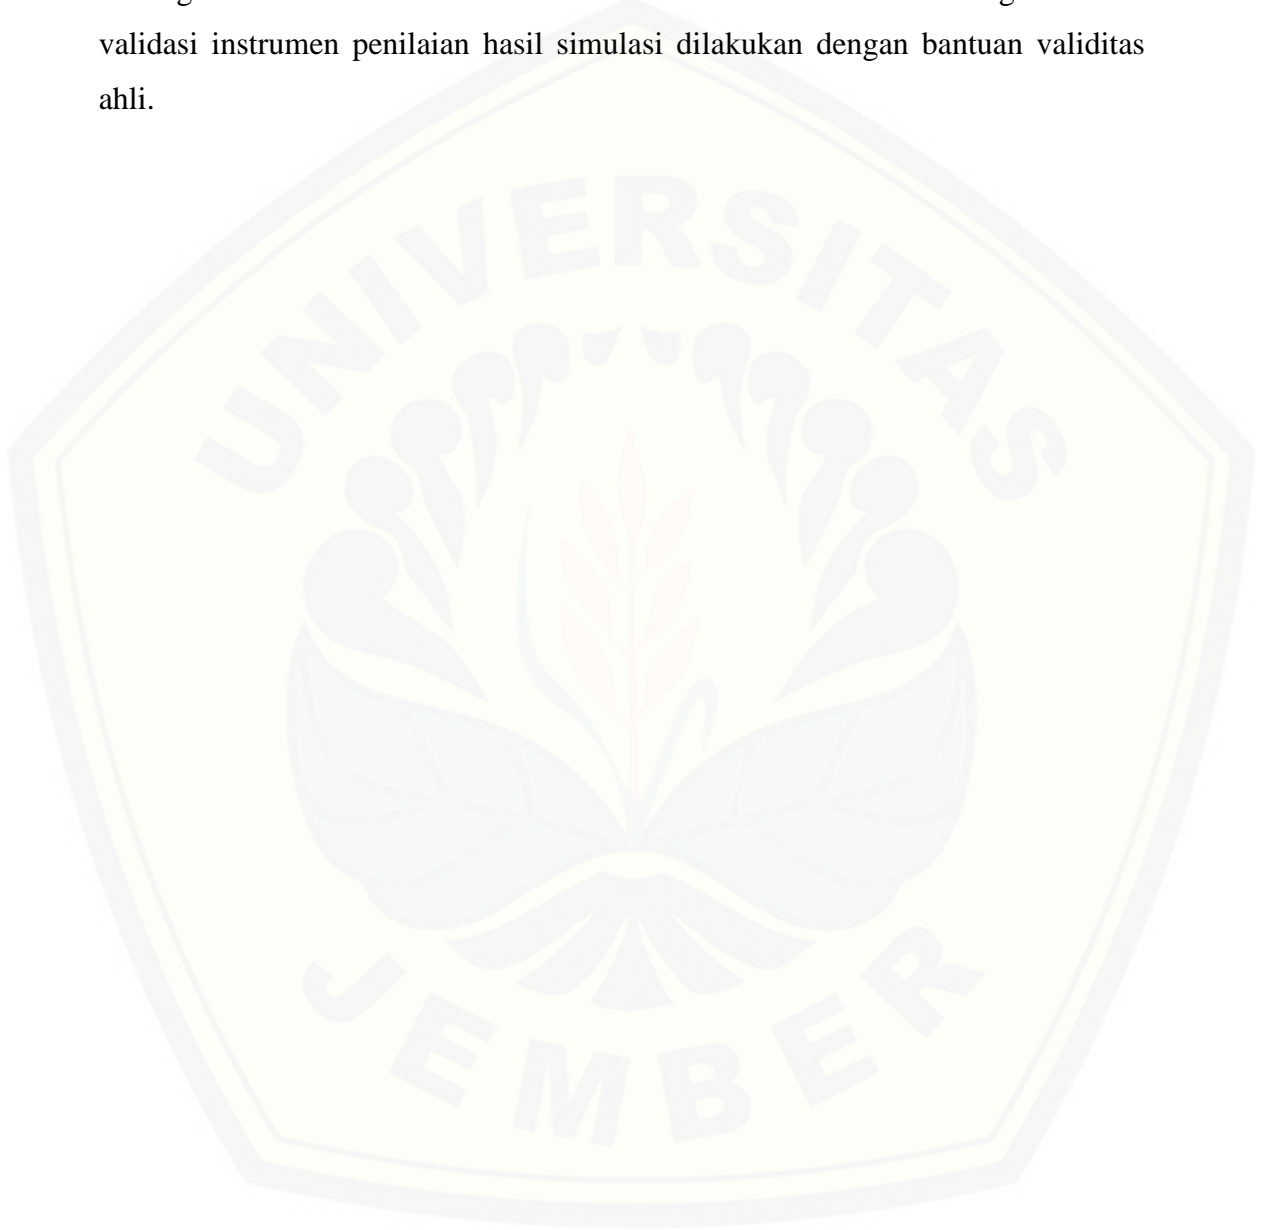 validasi instrumen penilaian hasil simulasi dilakukan dengan bantuan validitas
ahli.
UNIVERSITAS
JEMBER